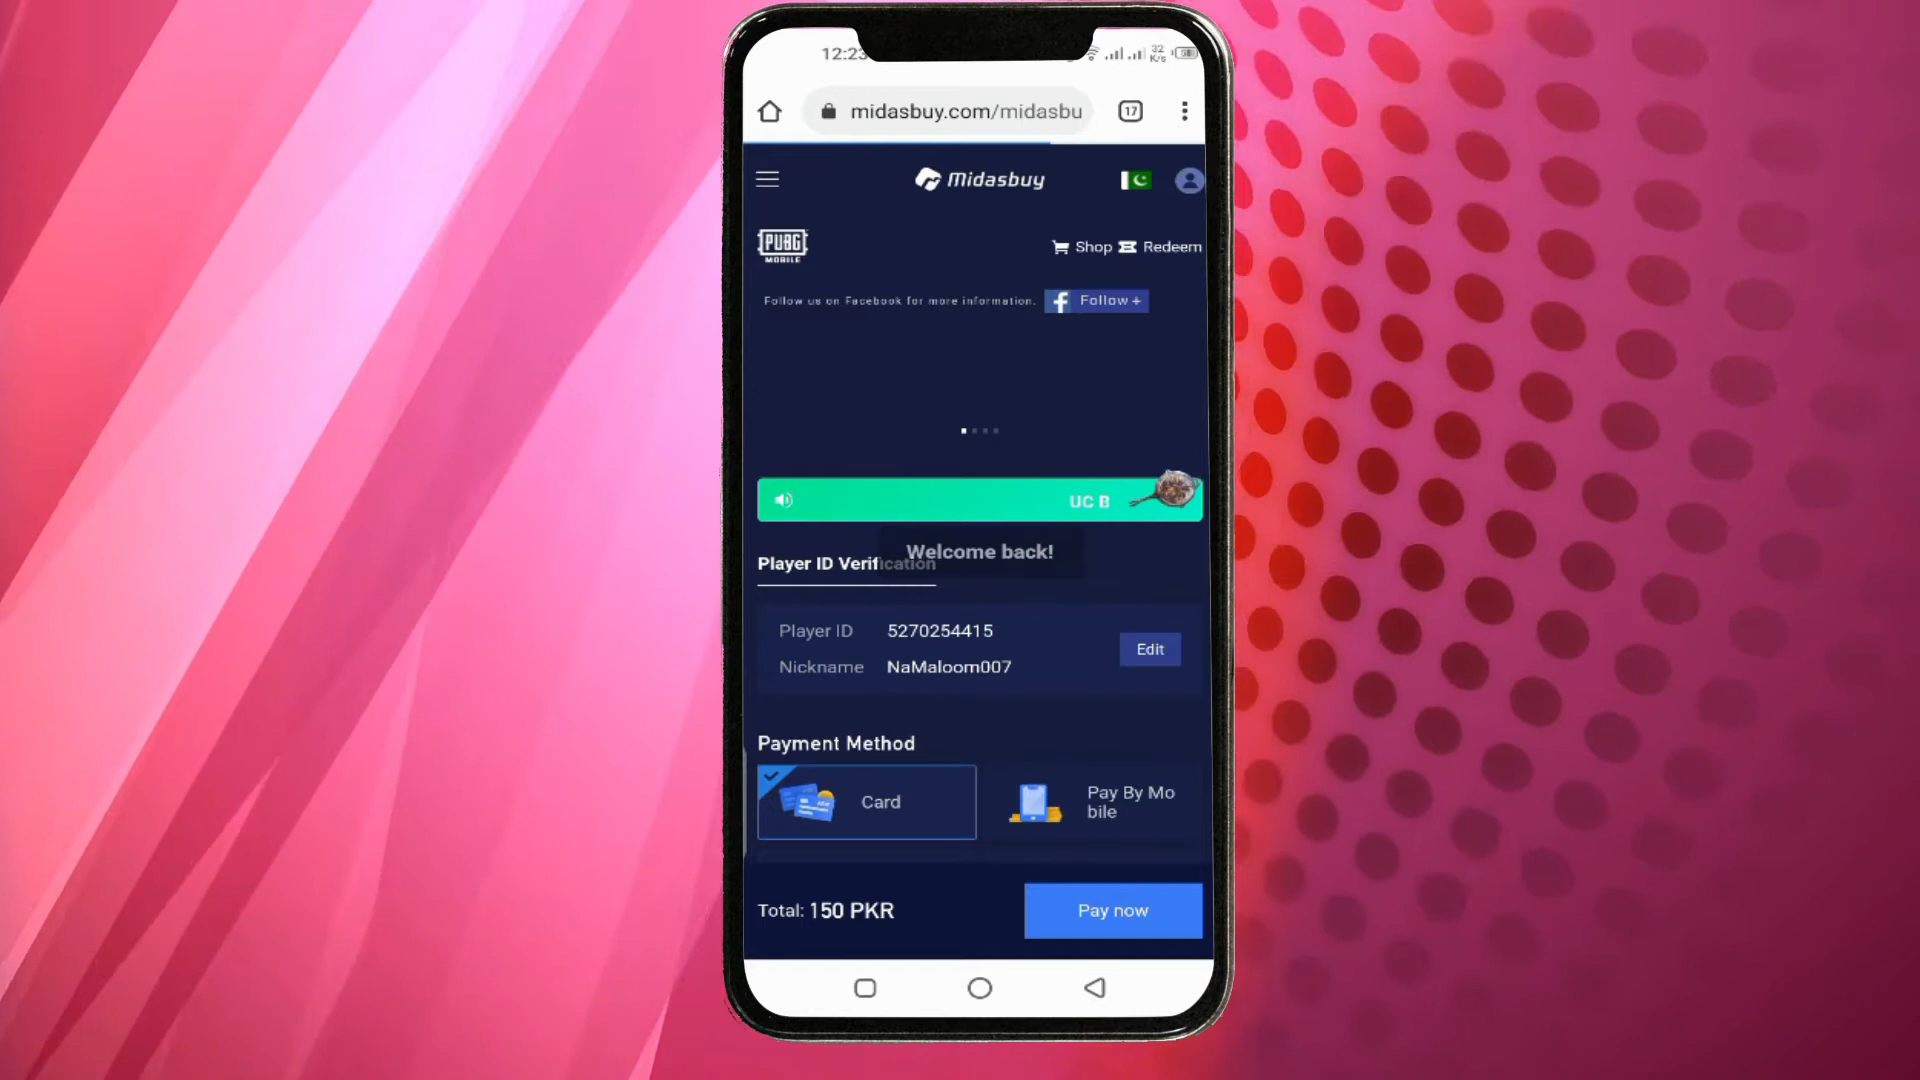 12:23
32
K/s
58
midasbuy.com/midasbu
17
Midasbuy
PUBG
MOBILE
Shop
Redeem
Follow us on Facebook for more information.
f Follow +
UC B
Welcome back!
Player ID Verification
Player ID 5270254415
Edit
Nickname NaMaloom007
Payment Method
Card
Pay By Mo
bile
Total: 150 PKR
Pay now